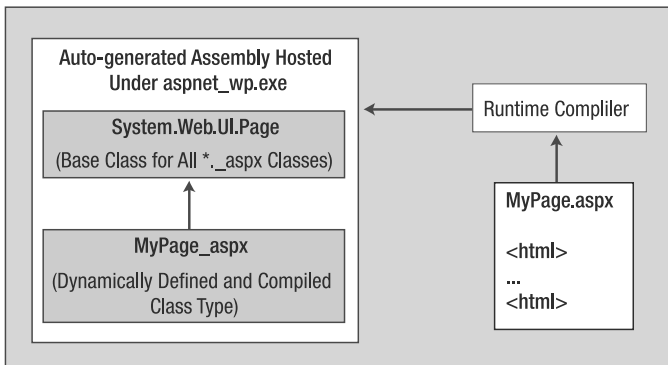 Auto-generated Assembly Hosted
Under aspnet_wp.exe
System.Web.UI.Page
(Base Class for All *._aspx Classes)
MyPage_aspx
(Dynamically Defined and Compiled
Class Type)
Runtime Compliler
MyPage.aspx
<html>
...
<html>